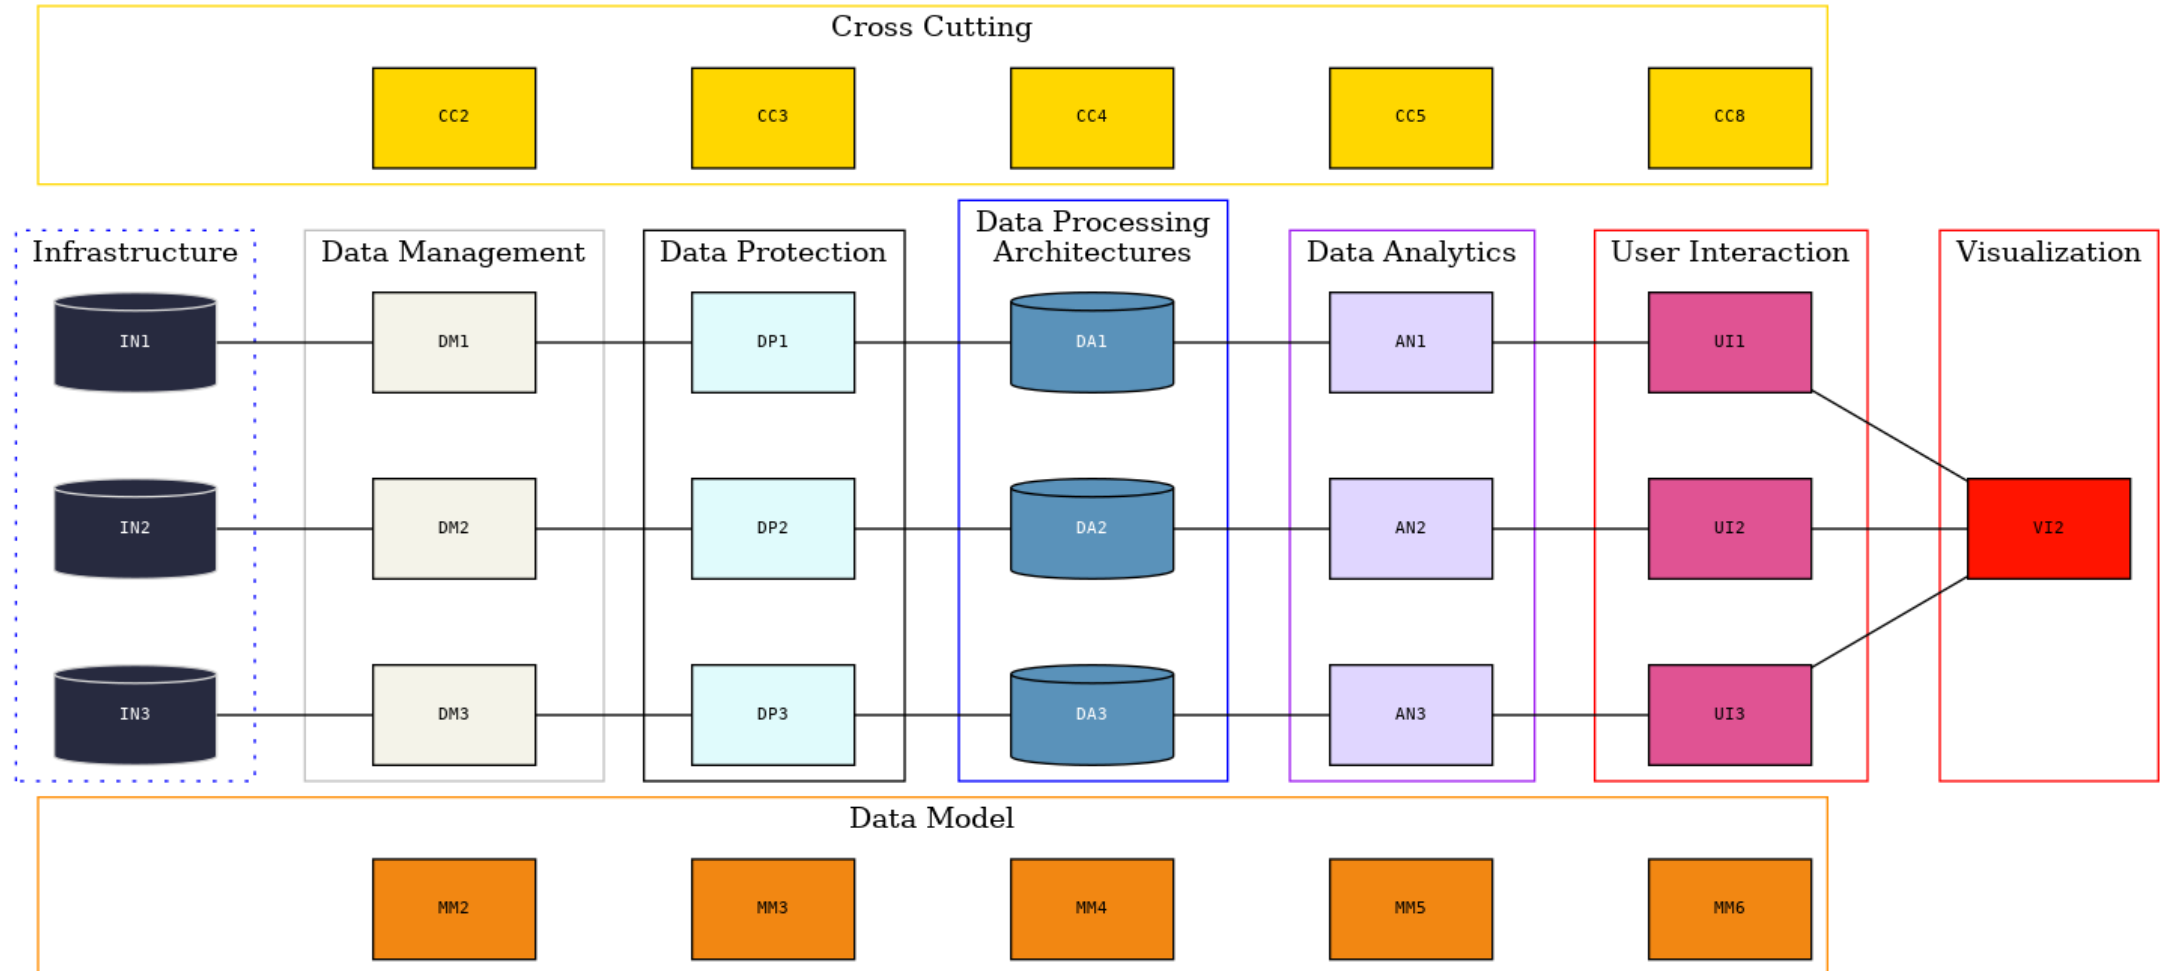 Cross Cutting
CC2 CC3 CC4 CC5 CC8
Infrastructure
Data Management
Data Protection
Data Processing
Architectures
Data Analytics
User Interaction
Visualization
IN1 DM1 DP1 DA1 AN1 UI1
IN2 DM2 DP2 DA2 AN2 UI2 VI2
IN3 DM3 DP3 DA3 AN3 UI3
Data Model
MM2 MM3 MM4 MM5 MM6